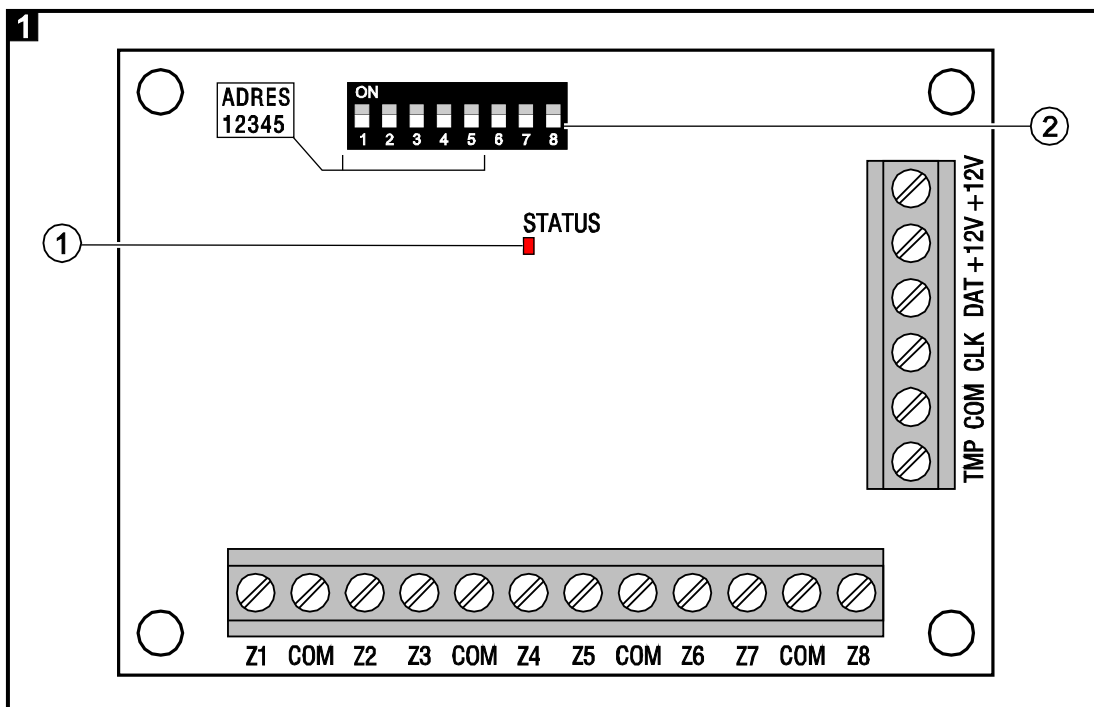 1
ADRES
12345
ON
1 2 3 4 5 6 7 8
2
STATUS
1
TMP COM CLK DAT +12V +12V
Z1 COM Z2 Z3 COM Z4 Z5 COM Z6 Z7 COM Z8